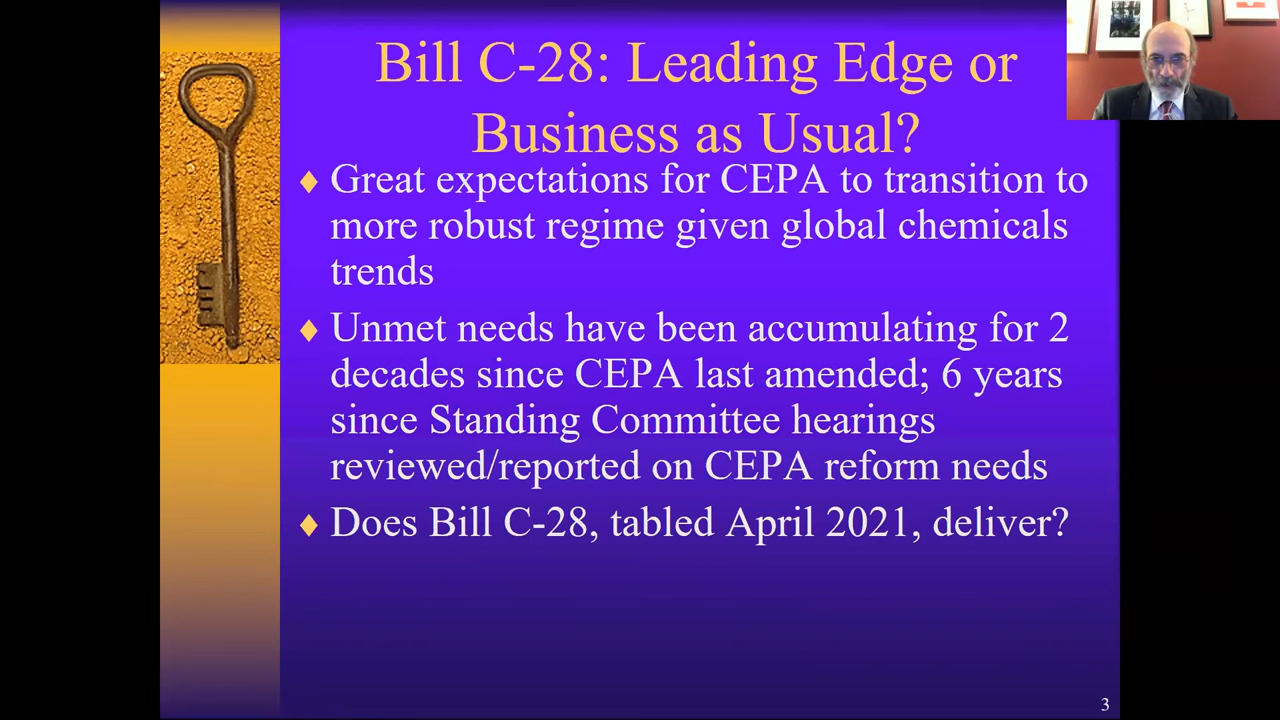 Bill C-28: Leading Edge or
Business as Usual?
Great expectations for CEPA to transition to
more robust regime given global chemicals
trends
Unmet needs have been accumulating for 2
decades since CEPA last amended; 6 years
since Standing Committee hearings
reviewed/reported on CEPA reform needs
Does Bill C-28, tabled April 2021, deliver?
3